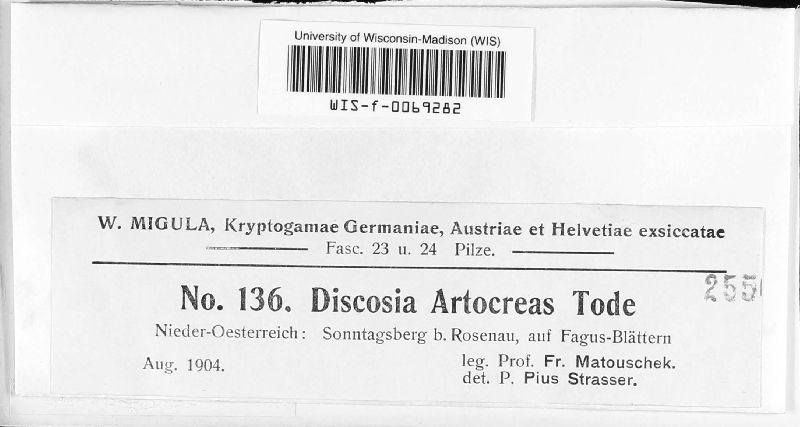 University of Wisconsin-Madison (WIS)
WIS-f-0069282
W. MIGULA, Kryptogamae Germaniae, Austriae et Helvetiae exsiccatae
Fasc. 23 u. 24 Pilze.
255
No. 136. Discosia Artocreas Tode
Nieder-Oesterreich: Sonntagsberg b. Rosenau, auf Fagus-Blättern
Aug. 1904.
leg. Prof. Fr. Matouschek.
det. P. Pius Strasser.